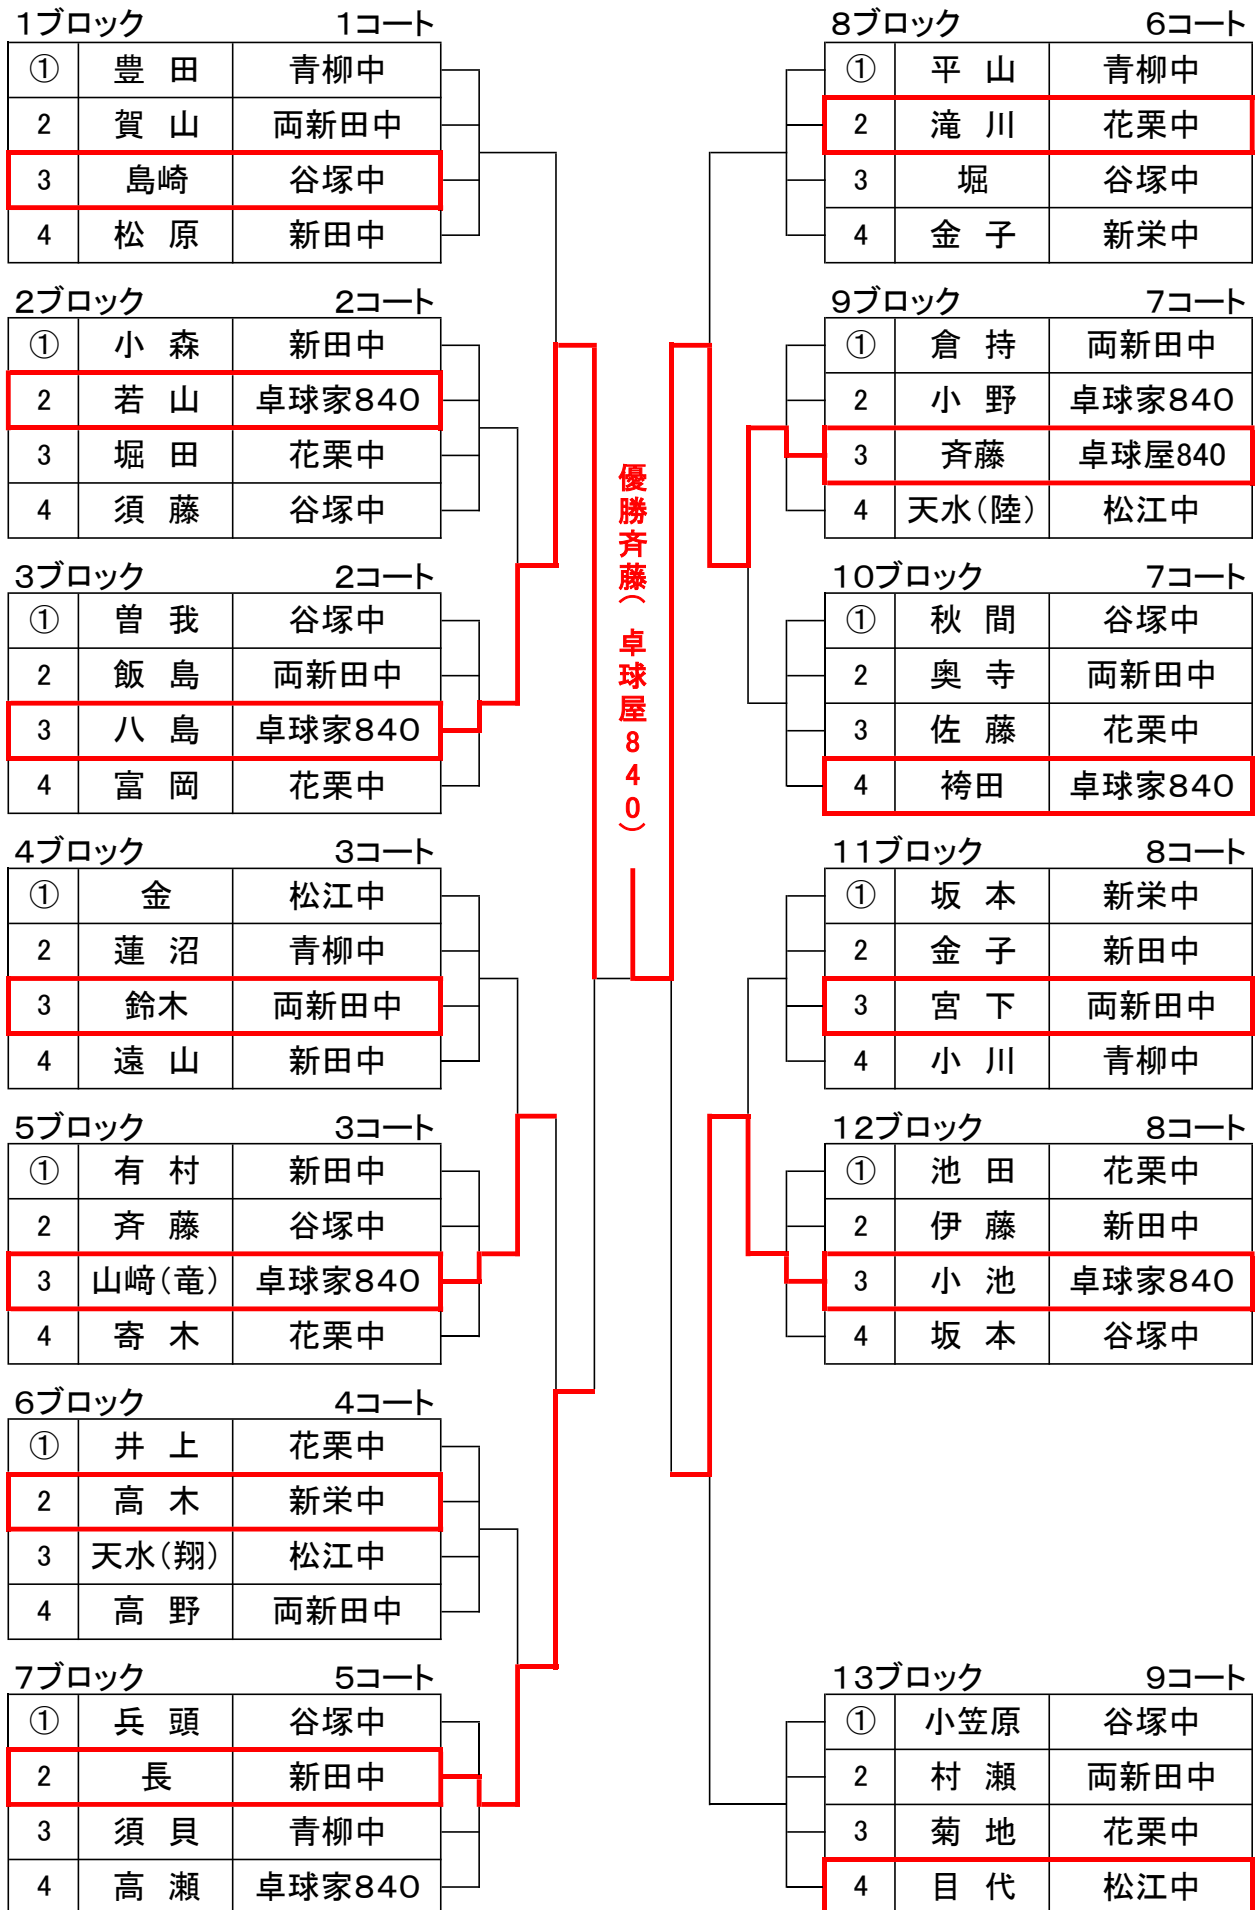 1ブロック 1コート
① 豊 田 青柳中
2 賀 山 両新田中
3 島崎 谷塚中
4 松 原 新田中
2ブロック 2コート
① 小 森 新田中
2 若 山 卓球家840
3 堀 田 花栗中
4 須 藤 谷塚中
3ブロック 2コート
① 曽 我 谷塚中
2 飯 島 両新田中
3 八 島 卓球家840
4 富 岡 花栗中
4ブロック 3コート
① 金 松江中
2 蓮 沼 青柳中
3 鈴木 両新田中
4 遠 山 新田中
5ブロック 3コート
① 有 村 新田中
2 斉 藤 谷塚中
3 山﨑(竜) 卓球家840
4 寄 木 花栗中
6ブロック 4コート
① 井 上 花栗中
2 高 木 新栄中
3 天水(翔) 松江中
4 高 野 両新田中
7ブロック 5コート
① 兵 頭 谷塚中
2 長 新田中
3 須 貝 青柳中
4 高 瀬 卓球家840
優勝斉藤(卓球屋840)
8ブロック 6コート
① 平 山 青柳中
2 滝 川 花栗中
3 堀 谷塚中
4 金 子 新栄中
9ブロック 7コート
① 倉 持 両新田中
2 小 野 卓球家840
3 斉藤 卓球屋840
4 天水(陸) 松江中
10ブロック 7コート
① 秋 間 谷塚中
2 奥 寺 両新田中
3 佐 藤 花栗中
4 袴田 卓球家840
11ブロック 8コート
① 坂 本 新栄中
2 金 子 新田中
3 宮 下 両新田中
4 小 川 青柳中
12ブロック 8コート
① 池 田 花栗中
2 伊 藤 新田中
3 小 池 卓球家840
4 坂 本 谷塚中
13ブロック 9コート
① 小笠原 谷塚中
2 村 瀬 両新田中
3 菊 地 花栗中
4 目 代 松江中